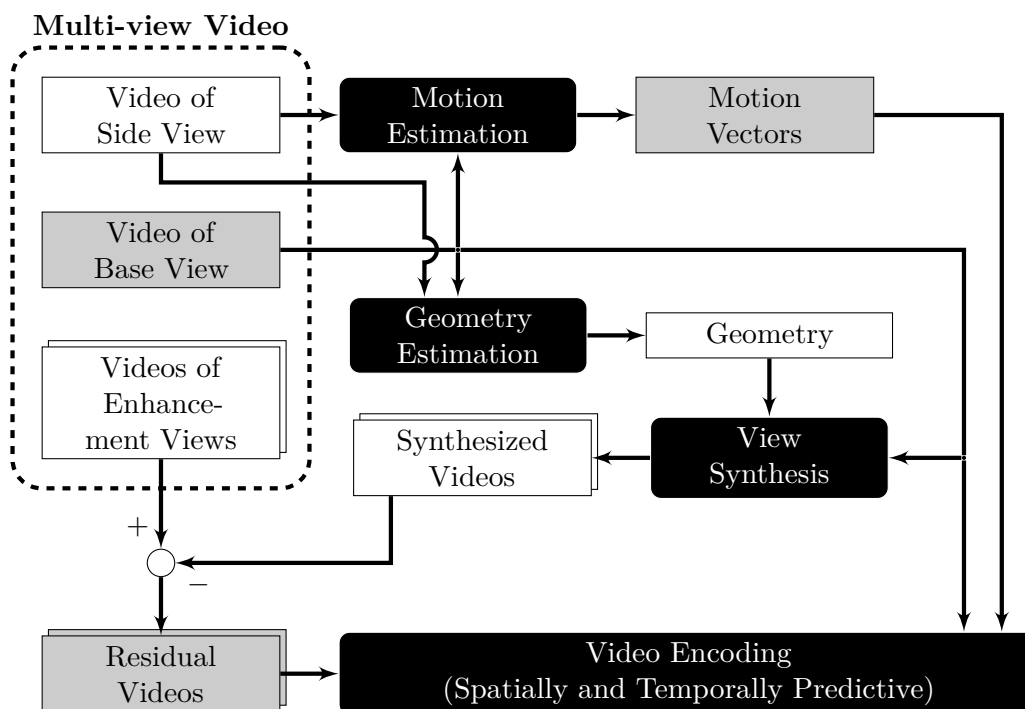 Multi-view Video
Video of
Side View
Motion
Estimation
Motion
Vectors
Video of
Base View
Geometry
Estimation
Geometry
Videos of
Enhance-
ment Views
Synthesized
Videos
View
Synthesis
+
−
Residual
Videos
Video Encoding
(Spatially and Temporally Predictive)